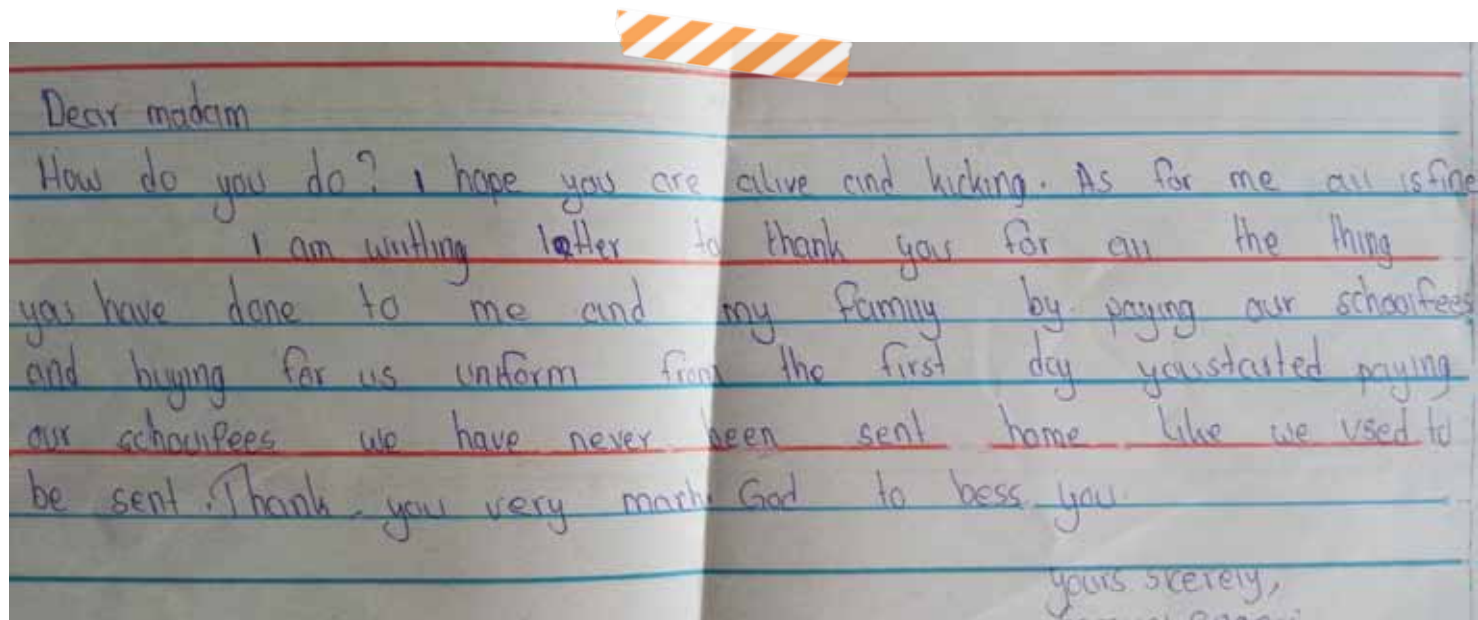 Dear madam
How do you do? I hope you are alive and kicking. As for me all is fine
I am writting letter to thank you for all the thing
you have done to me and my family by paying our schoolfees
and buying for us uniform from the first day you started paying
our schoolfees we have never been sent home like we used to
be sent. Thank you very march. God to bess you.
yours scerely,